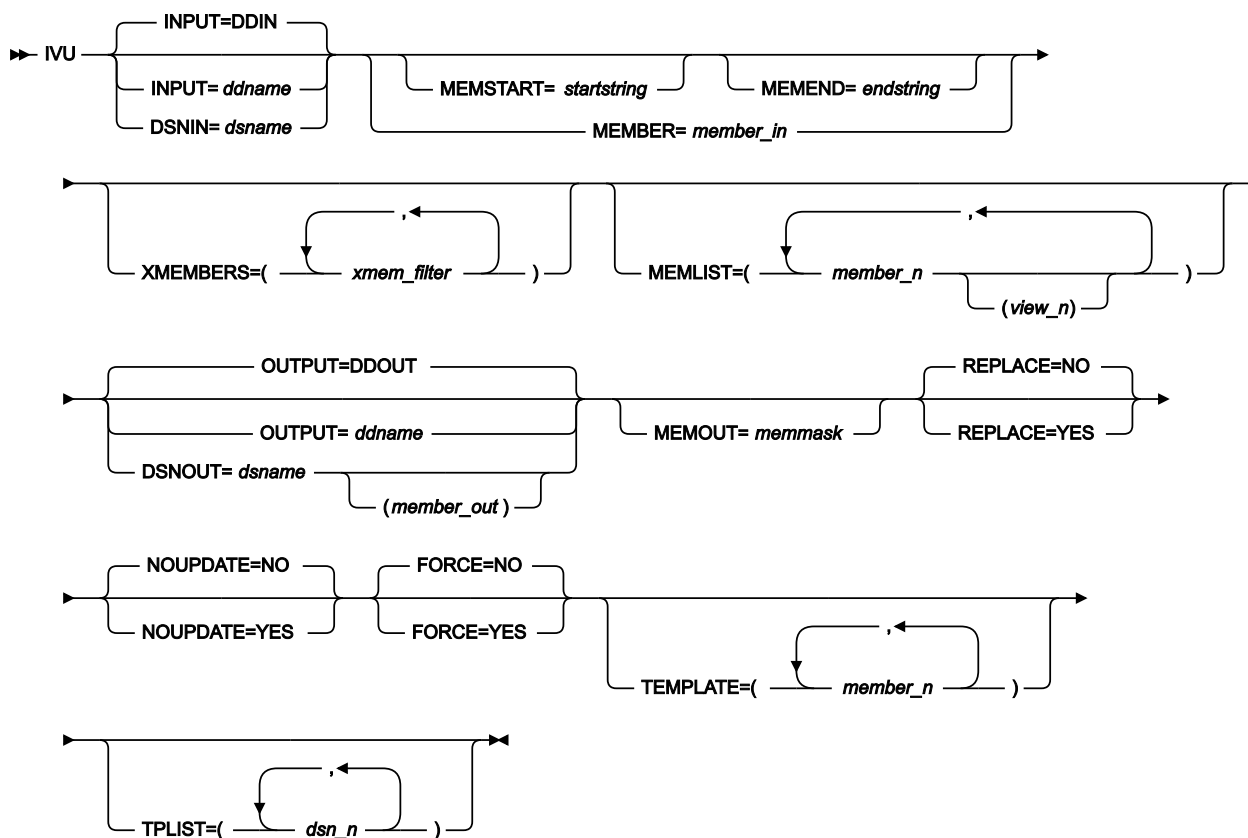 INPUT=DDIN
IVU
INPUT= ddname
DSNIN= dsname
MEMSTART= startstring
MEMEND= endstring
MEMBER= member_in
XMEMBERS=( xmem_filter , )
MEMLIST=( member_n , )
(view_n)
OUTPUT=DDOUT
OUTPUT= ddname
DSNOUT= dsname
(member_out )
MEMOUT= memmask
REPLACE=NO
REPLACE=YES
NOUPDATE=NO
NOUPDATE=YES
FORCE=NO
FORCE=YES
TEMPLATE=( member_n , )
TPLIST=( dsn_n , )